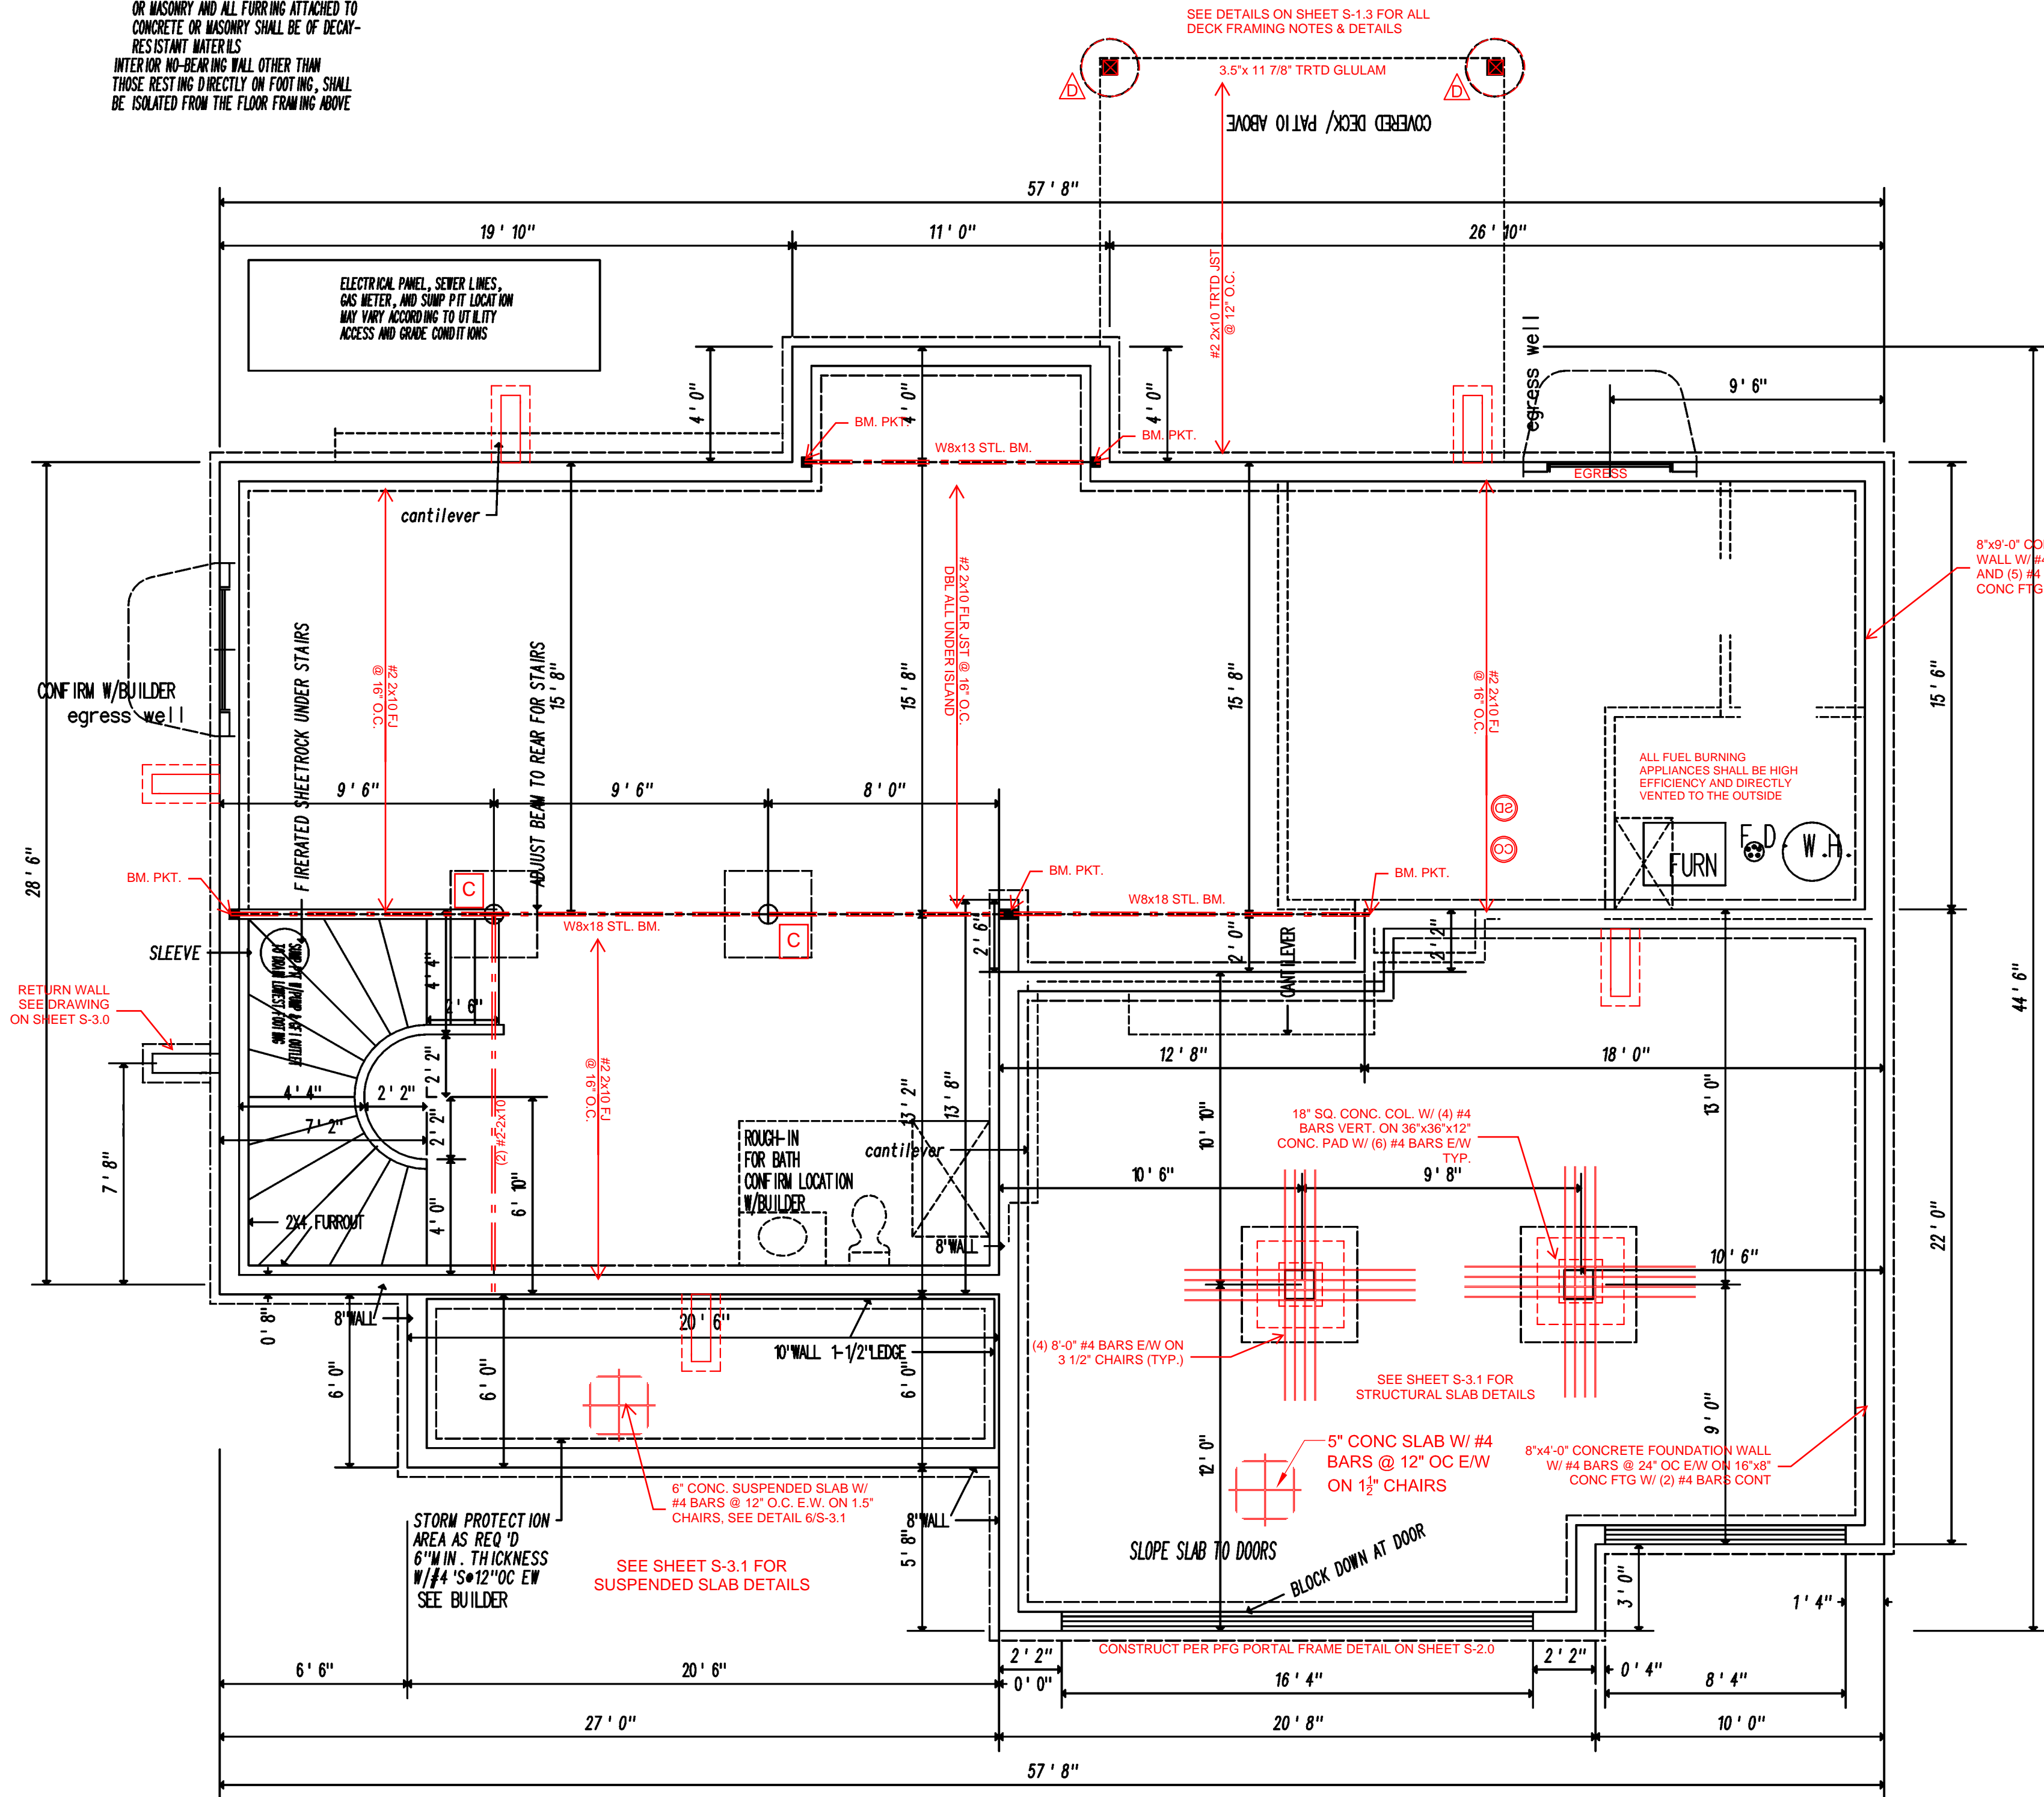 OR MASONRY AND ALL FURRING ATTACHED TO
CONCRETE OR MASONRY SHALL BE OF DECAY-
RESISTANT MATERILS
INTERIOR NO-BEARING WALL OTHER THAN
THOSE RESTING DIRECTLY ON FOOTING, SHALL
BE ISOLATED FROM THE FLOOR FRAMING ABOVE
SEE DETAILS ON SHEET S-1.3 FOR ALL
DECK FRAMING NOTES & DETAILS
3.5"x 11 7/8" TRTD GLULAM
D
D
COVERED DECK/ PATIO ABOVE
57'8"
19'10"
11'0"
26'10"
ELECTRICAL PANEL, SEWER LINES,
GAS METER, AND SUMP PIT LOCATION
MAY VARY ACCORDING TO UTILITY
ACCESS AND GRADE CONDITIONS
#2 2x10 TRTD JST
@ 12" O.C.
egress well
9'6"
4'0"
4'0"
4'0"
BM. PKT.
BM. PKT.
W8x13 STL. BM.
EGRESS
cantilever
8"x9'-0" CO
WALL W/ #4
AND (5) #4
CONC FTG
28'6"
CONFIRM W/BUILDER
egress well
FIRERATED SHEETROCK UNDER STAIRS
#2 2x10 FJ
@ 16" O.C.
ADJUST BEAM TO REAR FOR STAIRS
15'8"
15'8"
#2 2x10 FLR JST @ 16" O.C.
DBL ALL UNDER ISLAND
15'8"
#2 2x10 FJ
@ 16" O.C.
15'6"
ALL FUEL BURNING
APPLIANCES SHALL BE HIGH
EFFICIENCY AND DIRECTLY
VENTED TO THE OUTSIDE
9'6"
9'6"
8'0"
SD
CO
FURN
F.D.
W.H.
BM. PKT.
C
C
BM. PKT.
BM. PKT.
W8x18 STL. BM.
W8x18 STL. BM.
SLEEVE
2'6"
2'0"
CANTILEVER
2'2"
44'6"
RETURN WALL
SEE DRAWING
ON SHEET S-3.0
SUMP PIT W/PUMP & GFI OUTLET
TO DRAIN LOWEST FOOTING
4'4"
2'6"
2'2"
4'4"
2'2"
7'2"
2'2"
4'0"
6'10"
(2) #2-2x10
#2 2x10 FJ
@ 16" O.C.
7'8"
2X4 FURROUT
ROUGH-IN
FOR BATH
CONFIRM LOCATION
W/BUILDER
cantilever
13'2"
13'8"
8"WALL
12'8"
18'0"
10'10"
13'0"
18" SQ. CONC. COL. W/ (4) #4
BARS VERT. ON 36"x36"x12"
CONC. PAD W/ (6) #4 BARS E/W
TYP.
10'6"
9'8"
10'6"
22'0"
0'8"
8"WALL
20'6"
10"WALL 1-1/2"LEDGE
6'0"
6'0"
6'0"
(4) 8'-0" #4 BARS E/W ON
3 1/2" CHAIRS (TYP.)
SEE SHEET S-3.1 FOR
STRUCTURAL SLAB DETAILS
12'0"
9'0"
5" CONC SLAB W/ #4
BARS @ 12" OC E/W
ON 1½" CHAIRS
8"x4'-0" CONCRETE FOUNDATION WALL
W/ #4 BARS @ 24" OC E/W ON 16"x8"
CONC FTG W/ (2) #4 BARS CONT
6" CONC. SUSPENDED SLAB W/
#4 BARS @ 12" O.C. E.W. ON 1.5"
CHAIRS, SEE DETAIL 6/S-3.1
STORM PROTECTION
AREA AS REQ'D
6"MIN. THICKNESS
W/#4'S@12"OC EW
SEE BUILDER
SEE SHEET S-3.1 FOR
SUSPENDED SLAB DETAILS
8"WALL
5'8"
SLOPE SLAB TO DOORS
BLOCK DOWN AT DOOR
3'0"
1'4"
CONSTRUCT PER PFG PORTAL FRAME DETAIL ON SHEET S-2.0
6'6"
20'6"
2'2"
0'0"
16'4"
2'2"
0'4"
8'4"
27'0"
20'8"
10'0"
57'8"